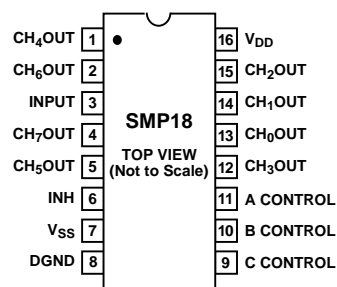 CH4OUT 1
CH6OUT 2
INPUT 3
CH7OUT 4
CH5OUT 5
INH 6
VSS 7
DGND 8
SMP18
TOP VIEW
(Not to Scale)
16 VDD
15 CH2OUT
14 CH1OUT
13 CH0OUT
12 CH3OUT
11 A CONTROL
10 B CONTROL
9 C CONTROL